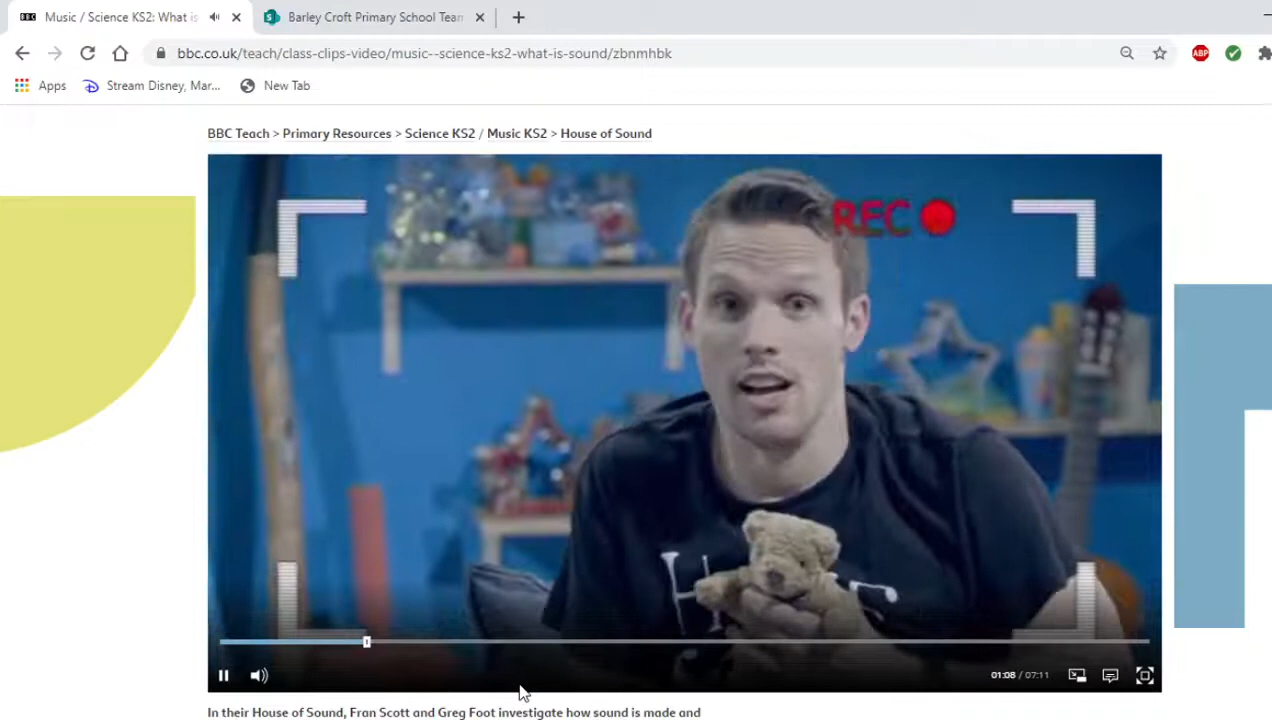 BBC Music / Science KS2: What is
Barley Croft Primary School Team
bbc.co.uk/teach/class-clips-video/music--science-ks2-what-is-sound/zbnmhbk
ABP
Apps
Stream Disney, Mar...
New Tab
BBC Teach > Primary Resources > Science KS2 / Music KS2 > House of Sound
REC
H
01:08 / 07:11
In their House of Sound, Fran Scott and Greg Foot investigate how sound is made and